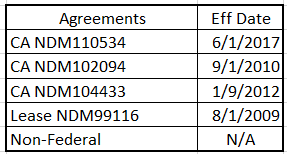 Agreements Eff Date
CA NDM110534 6/1/2017
CA NDM102094 9/1/2010
CA NDM104433 1/9/2012
Lease NDM99116 8/1/2009
Non-Federal N/A